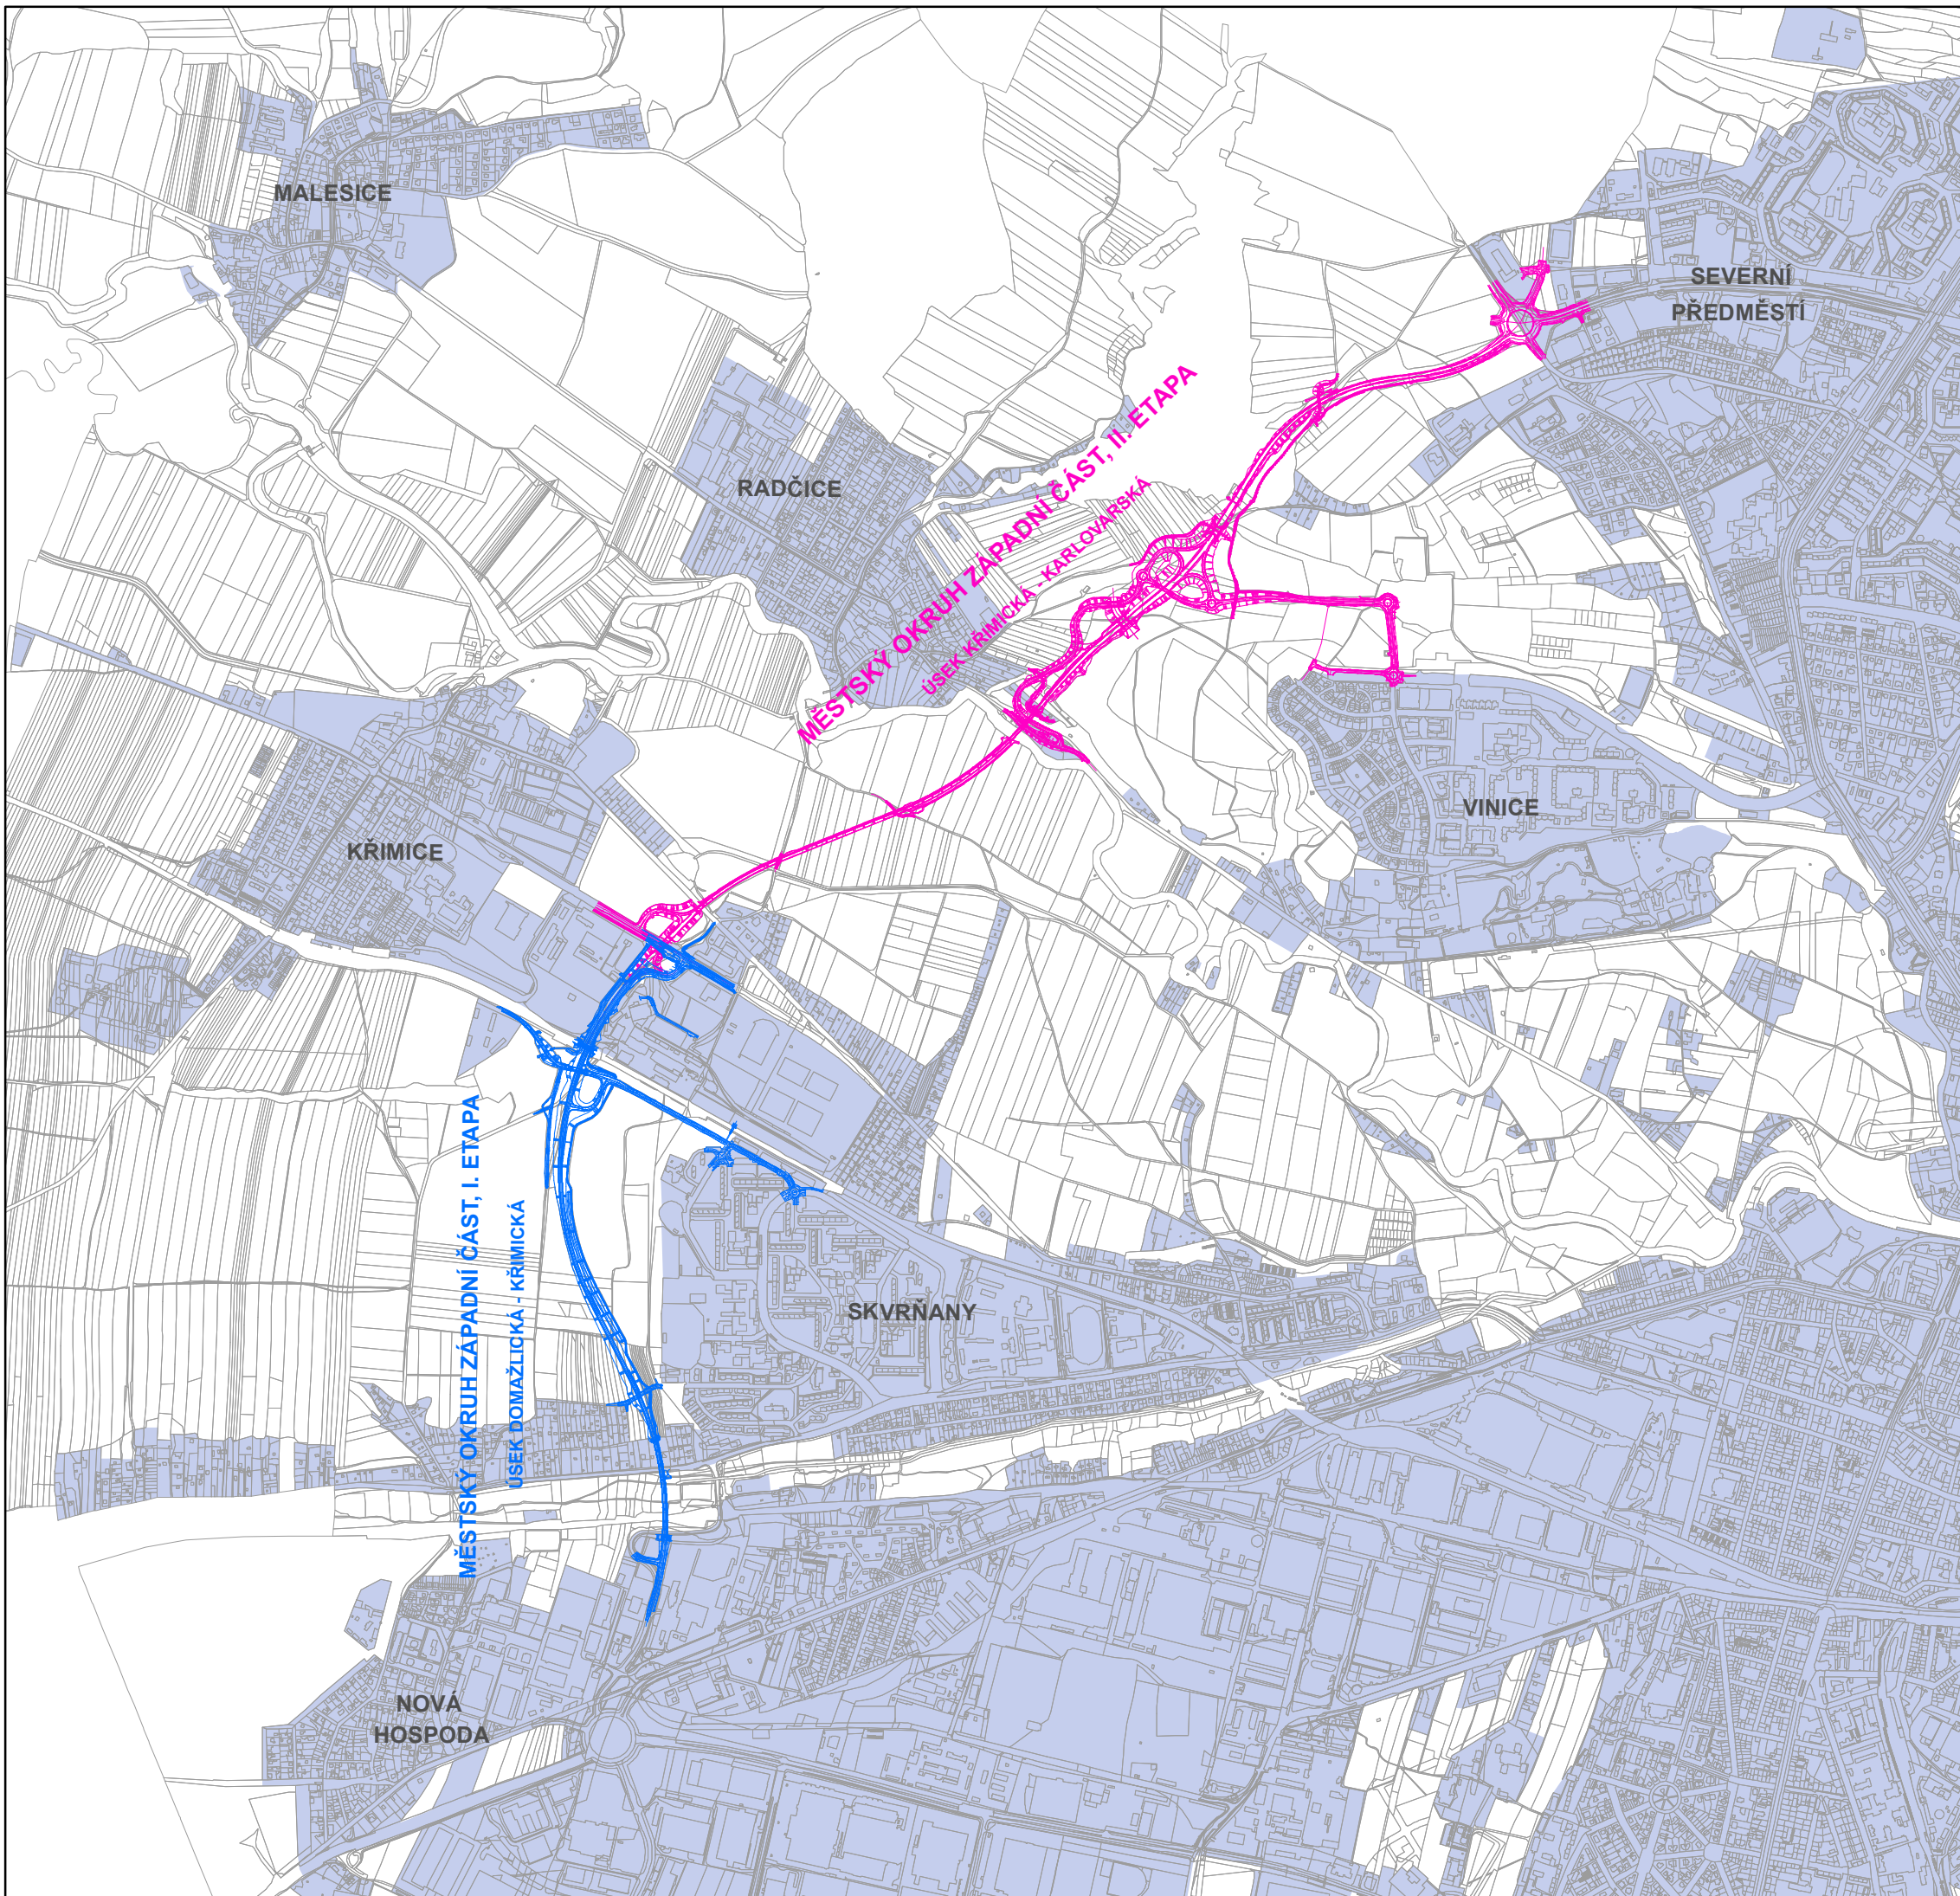 MALESICE
SEVERNÍ
PŘEDMĚSTÍ
RADČICE
MĚSTSKÝ OKRUH ZÁPADNÍ ČÁST, II. ETAPA
ÚSEK KŘIMICKÁ - KARLOVARSKÁ
VINICE
KŘIMICE
MĚSTSKÝ OKRUH ZÁPADNÍ ČÁST, I. ETAPA
ÚSEK DOMAŽLICKÁ - KŘIMICKÁ
SKVRŇANY
NOVÁ
HOSPODA